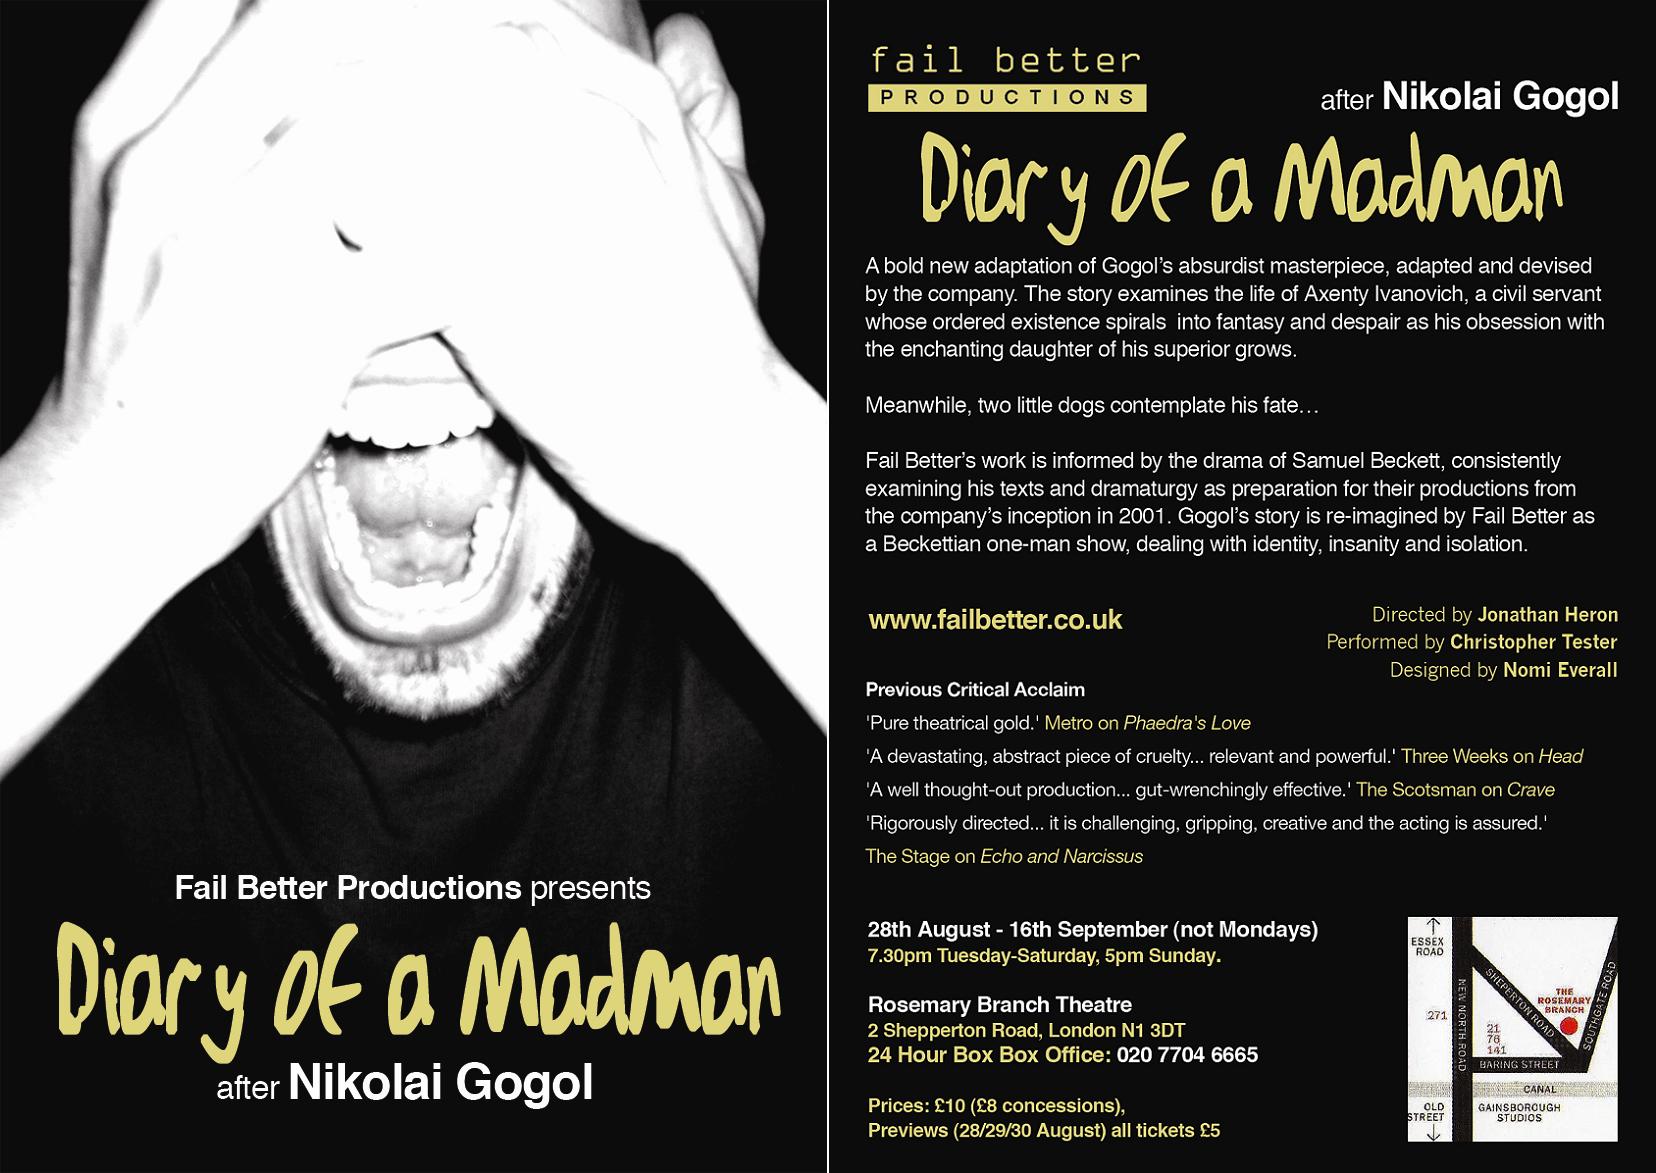 Fail Better Productions presents
Diary of a Madman
after Nikolai Gogol
fail better
PRODUCTIONS
after Nikolai Gogol
Diary of a Madman
A bold new adaptation of Gogol’s absurdist masterpiece, adapted and devised
by the company. The story examines the life of Axenty Ivanovich, a civil servant
whose ordered existence spirals  into fantasy and despair as his obsession with
the enchanting daughter of his superior grows.
Meanwhile, two little dogs contemplate his fate…
Fail Better’s work is informed by the drama of Samuel Beckett, consistently
examining his texts and dramaturgy as preparation for their productions from
the company’s inception in 2001. Gogol’s story is re-imagined by Fail Better as
a Beckettian one-man show, dealing with identity, insanity and isolation.
www.failbetter.co.uk
Directed by Jonathan Heron
Performed by Christopher Tester
Designed by Nomi Everall
Previous Critical Acclaim
'Pure theatrical gold.' Metro on Phaedra's Love
'A devastating, abstract piece of cruelty... relevant and powerful.' Three Weeks on Head
'A well thought-out production... gut-wrenchingly effective.' The Scotsman on Crave
'Rigorously directed... it is challenging, gripping, creative and the acting is assured.'
The Stage on Echo and Narcissus
28th August - 16th September (not Mondays)
7.30pm Tuesday-Saturday, 5pm Sunday.
Rosemary Branch Theatre
2 Shepperton Road, London N1 3DT
24 Hour Box Box Office: 020 7704 6665
Prices: £10 (£8 concessions),
Previews (28/29/30 August) all tickets £5
ESSEX
ROAD
NEW NORTH ROAD
SHEPERTON ROAD
SOUTHGATE ROAD
THE
ROSEMARY
BRANCH
271
21
76
141
BARING STREET
CANAL
OLD
STREET
GAINSBOROUGH
STUDIOS